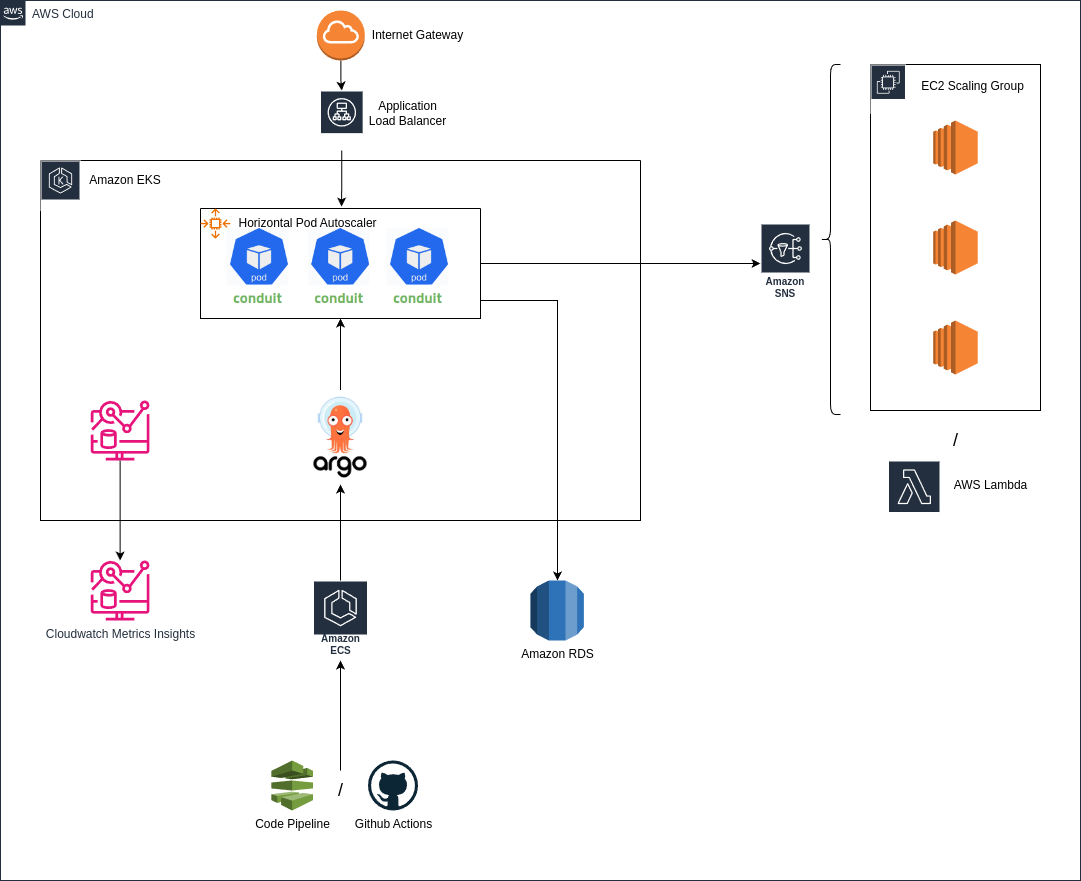 aws
AWS Cloud
Internet Gateway
Application
Load Balancer
EC2 Scaling Group
K
Amazon EKS
Horizontal Pod Autoscaler
pod
pod
pod
conduit
conduit
conduit
Amazon
SNS
argo
/
AWS Lambda
Cloudwatch Metrics Insights
Amazon
ECS
Amazon RDS
/
Code Pipeline
Github Actions